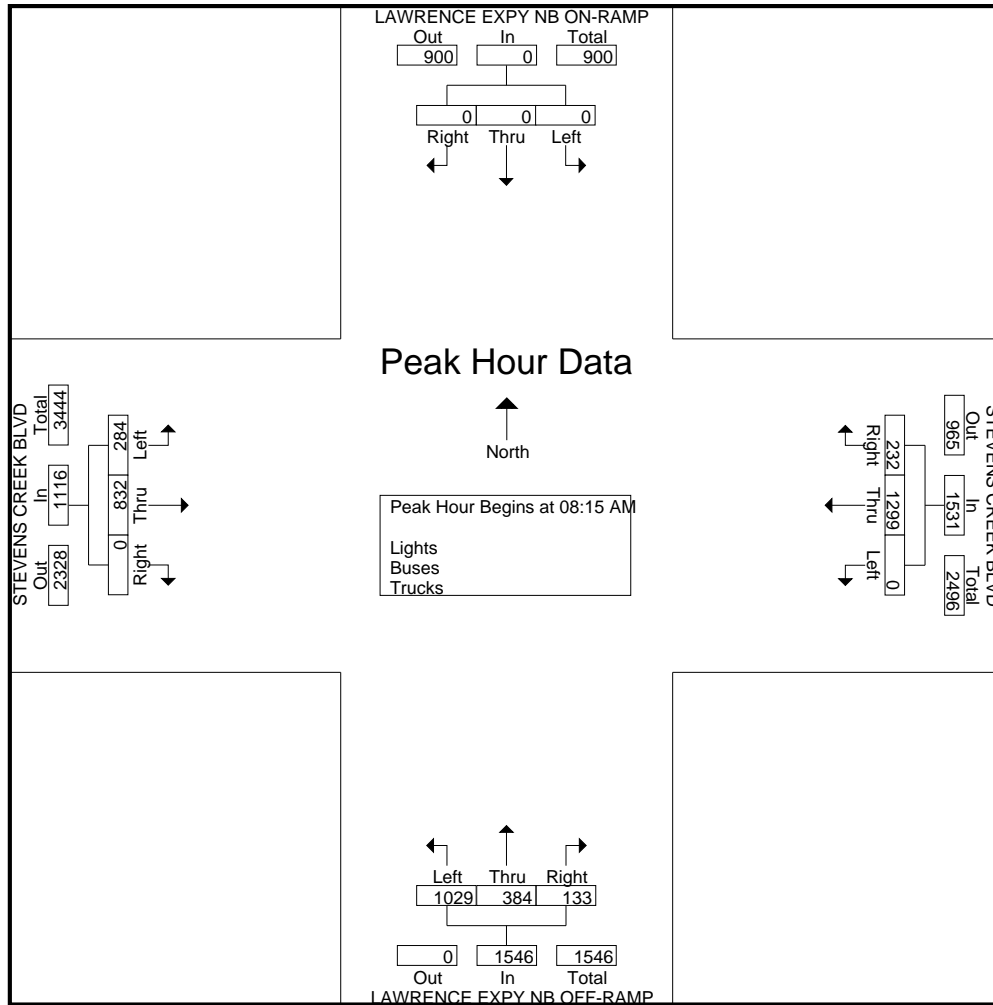 LAWRENCE EXPY NB ON-RAMP
Out In Total
900 0 900
0 0 0
Right Thru Left
Peak Hour Data
North
Peak Hour Begins at 08:15 AM
Lights
Buses
Trucks
STEVENS CREEK BLVD
Out In Total
2328 1116 3444
0 832 284
Right Thru Left
STEVENS CREEK BLVD
Out In Total
965 1531 2496
232 1299 0
Right Thru Left
Left Thru Right
1029 384 133
0 1546 1546
Out In Total
LAWRENCE EXPY NB OFF-RAMP